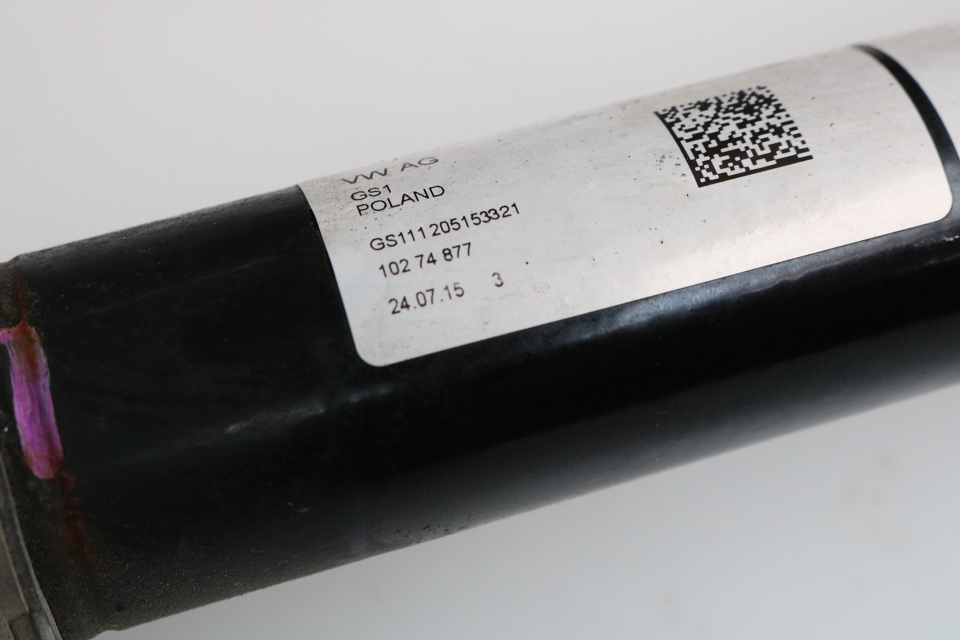 VW AG
GS1
POLAND
GS111205153321
102 74 877
24.07.15 3